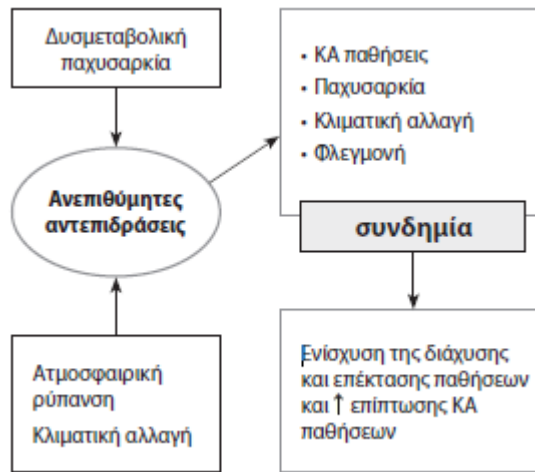 Δυσμεταβολική
παχυσαρκία
Ανεπιθύμητες
αντεπιδράσεις
Ατμοσφαιρική
ρύπανση
Κλιματική αλλαγή
• ΚΑ παθήσεις
• Παχυσαρκία
• Κλιματική αλλαγή
• Φλεγμονή
συνδημία
Ενίσχυση της διάχυσης
και επέκτασης παθήσεων
και ↑ επίπτωσης ΚΑ
παθήσεων